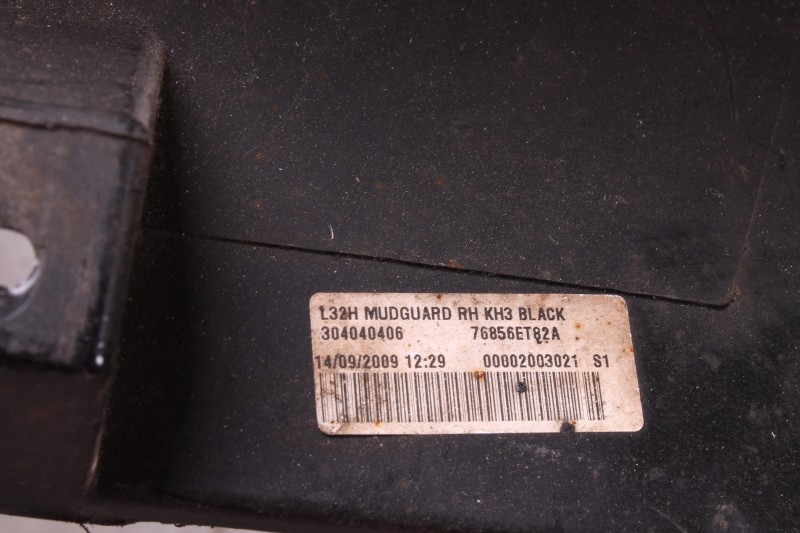 L32H MUDGUARD RH KH3 BLACK
304040406 76856ET82A
14/09/2009 12:29 00002003021 S1